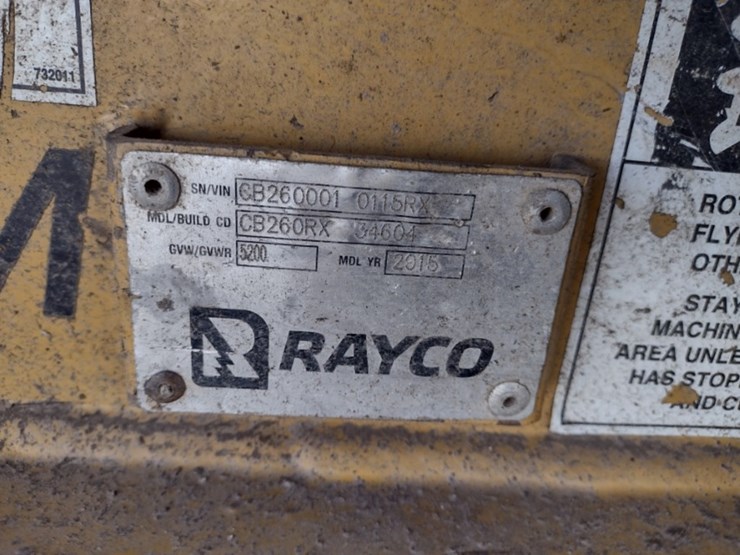 732011
M
SN/VIN CB260001 0115RX
MDL/BUILD CD CB260RX 34604
GVW/GVWR 5200 MDL YR 2015
RAYCO
ROT
FLYI
OTH
STAY
MACHIN
AREA UNLE
HAS STOP
AND C